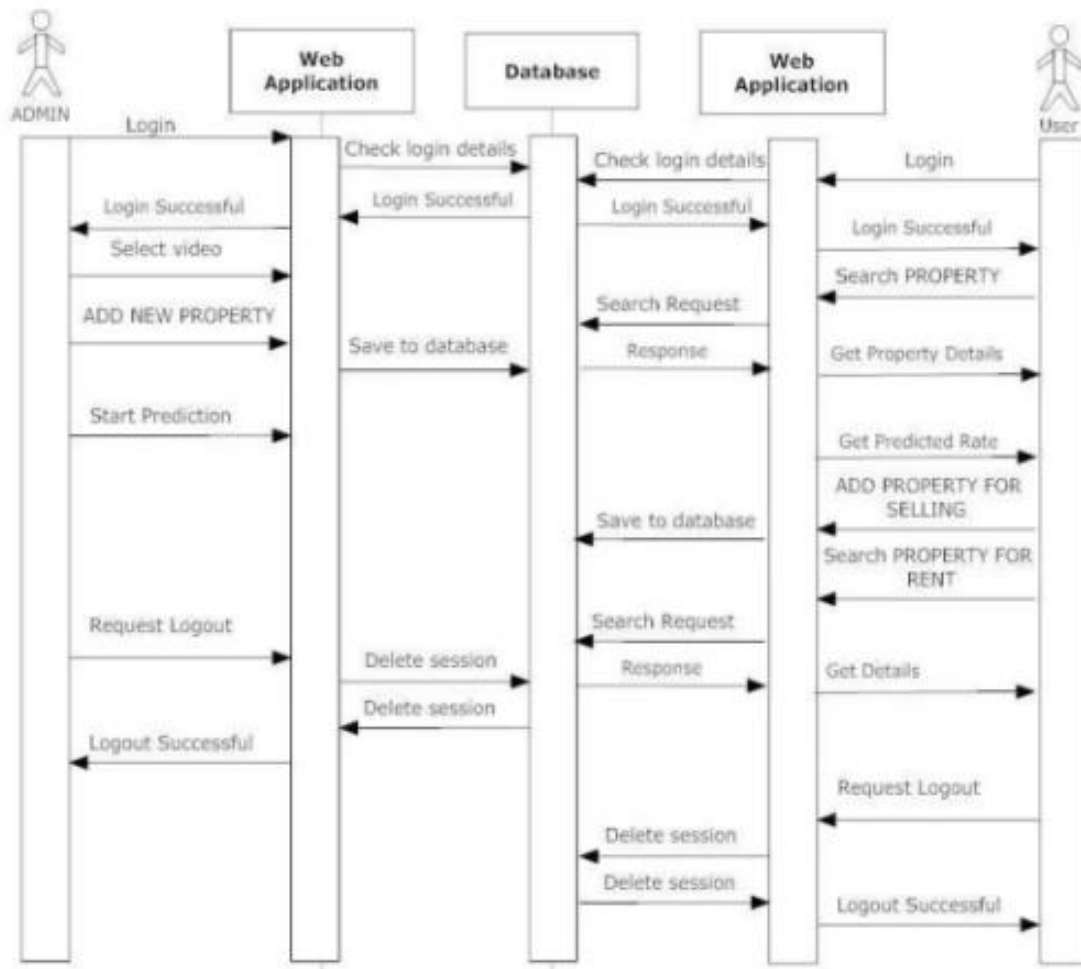 Web
Application
Database
Web
Application
ADMIN
User
Login
Check login details
Check login details
Login
Login Successful
Login Successful
Login Successful
Login Successful
Select video
Search PROPERTY
ADD NEW PROPERTY
Search Request
Save to database
Response
Get Property Details
Start Prediction
Get Predicted Rate
ADD PROPERTY FOR
SELLING
Save to database
Search PROPERTY FOR
RENT
Request Logout
Search Request
Delete session
Response
Get Details
Delete session
Logout Successful
Request Logout
Delete session
Delete session
Logout Successful